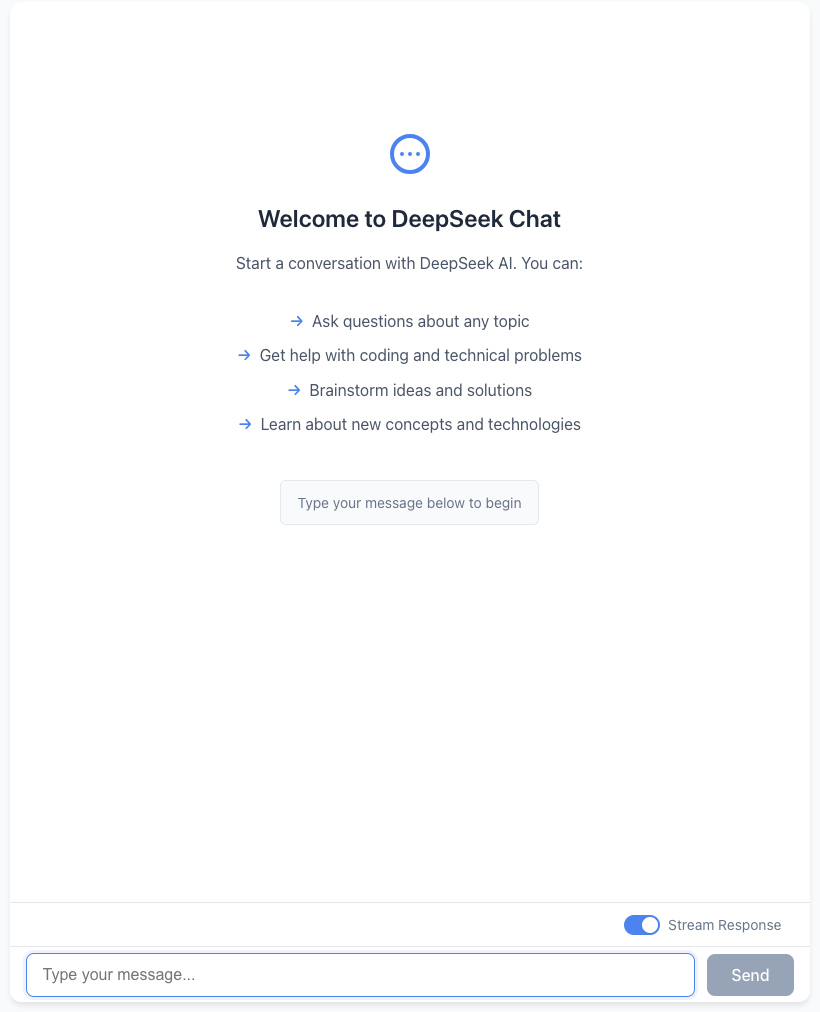 Welcome to DeepSeek Chat
Start a conversation with DeepSeek AI. You can:
→ Ask questions about any topic
→ Get help with coding and technical problems
→ Brainstorm ideas and solutions
→ Learn about new concepts and technologies
Type your message below to begin
Stream Response
Type your message...
Send